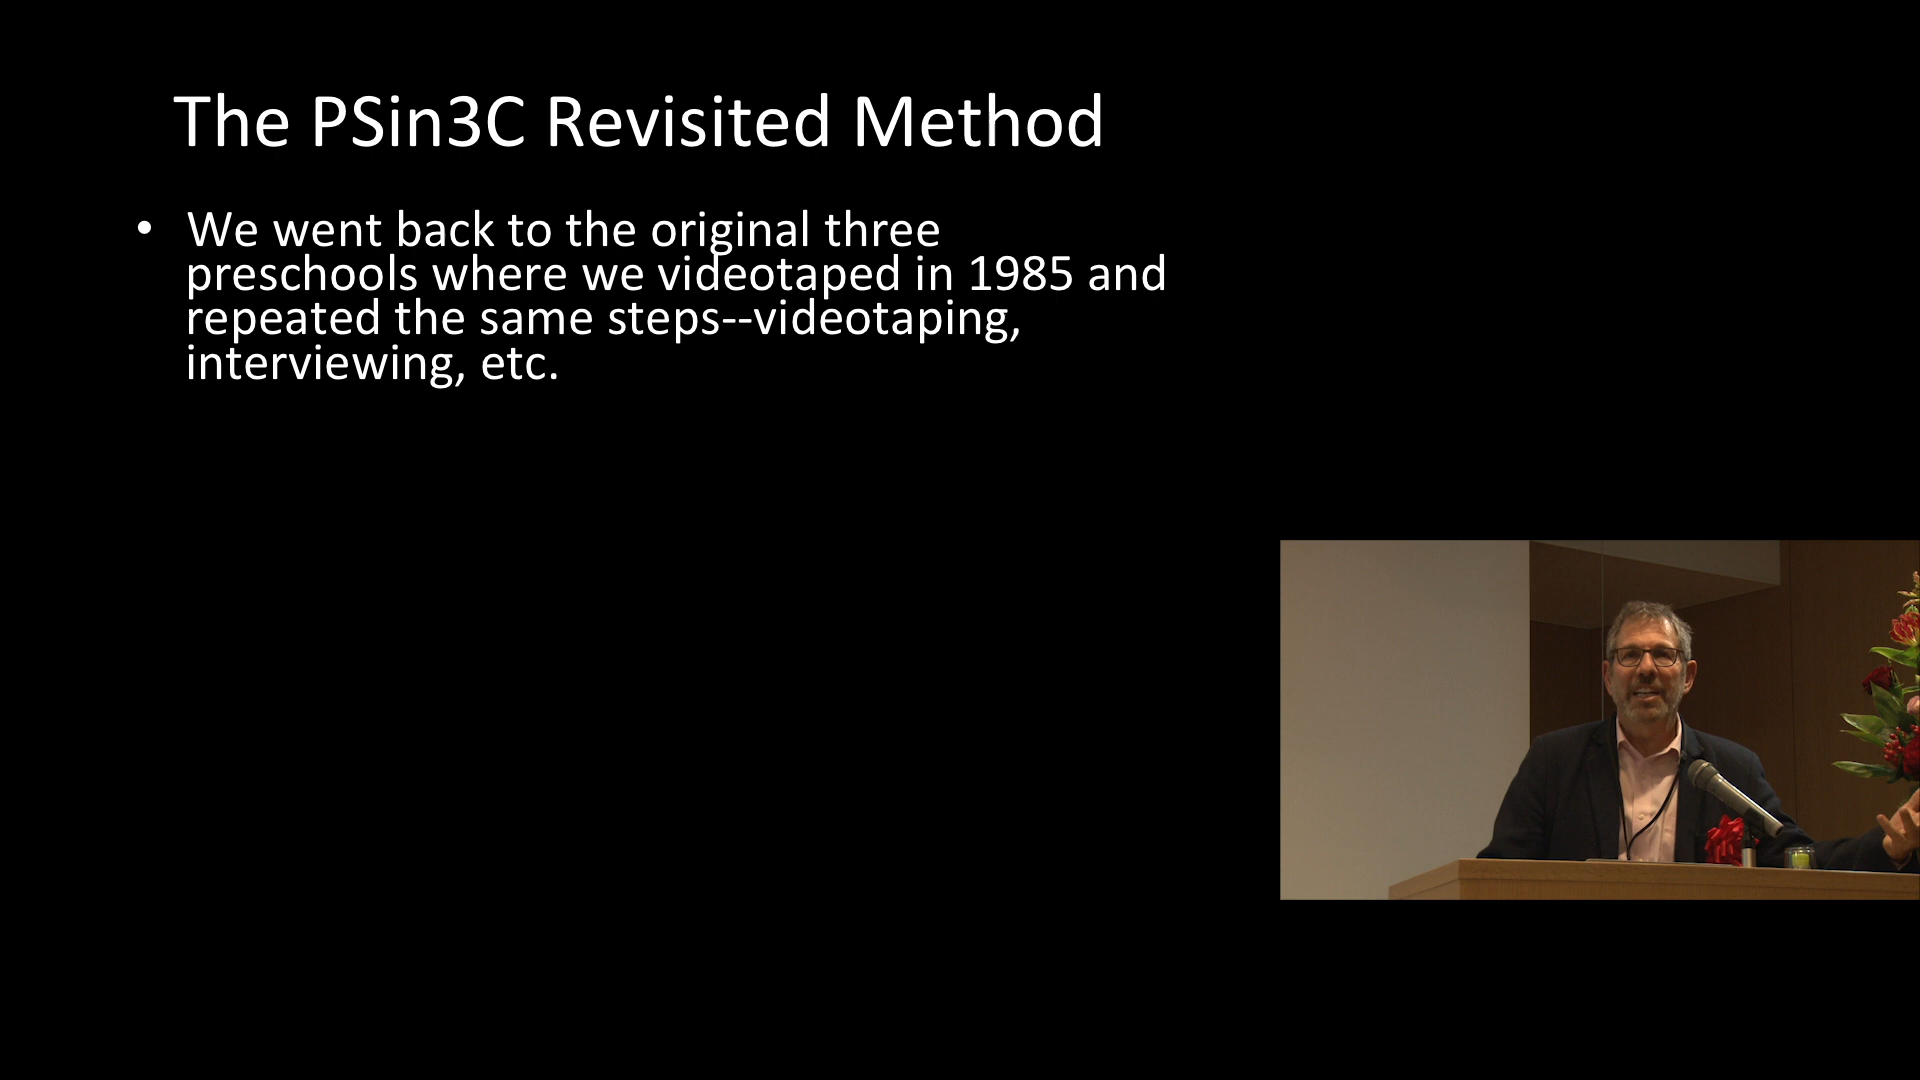 The PSin3C Revisited Method
• We went back to the original three
preschools where we videotaped in 1985 and
repeated the same steps--videotaping,
interviewing, etc.